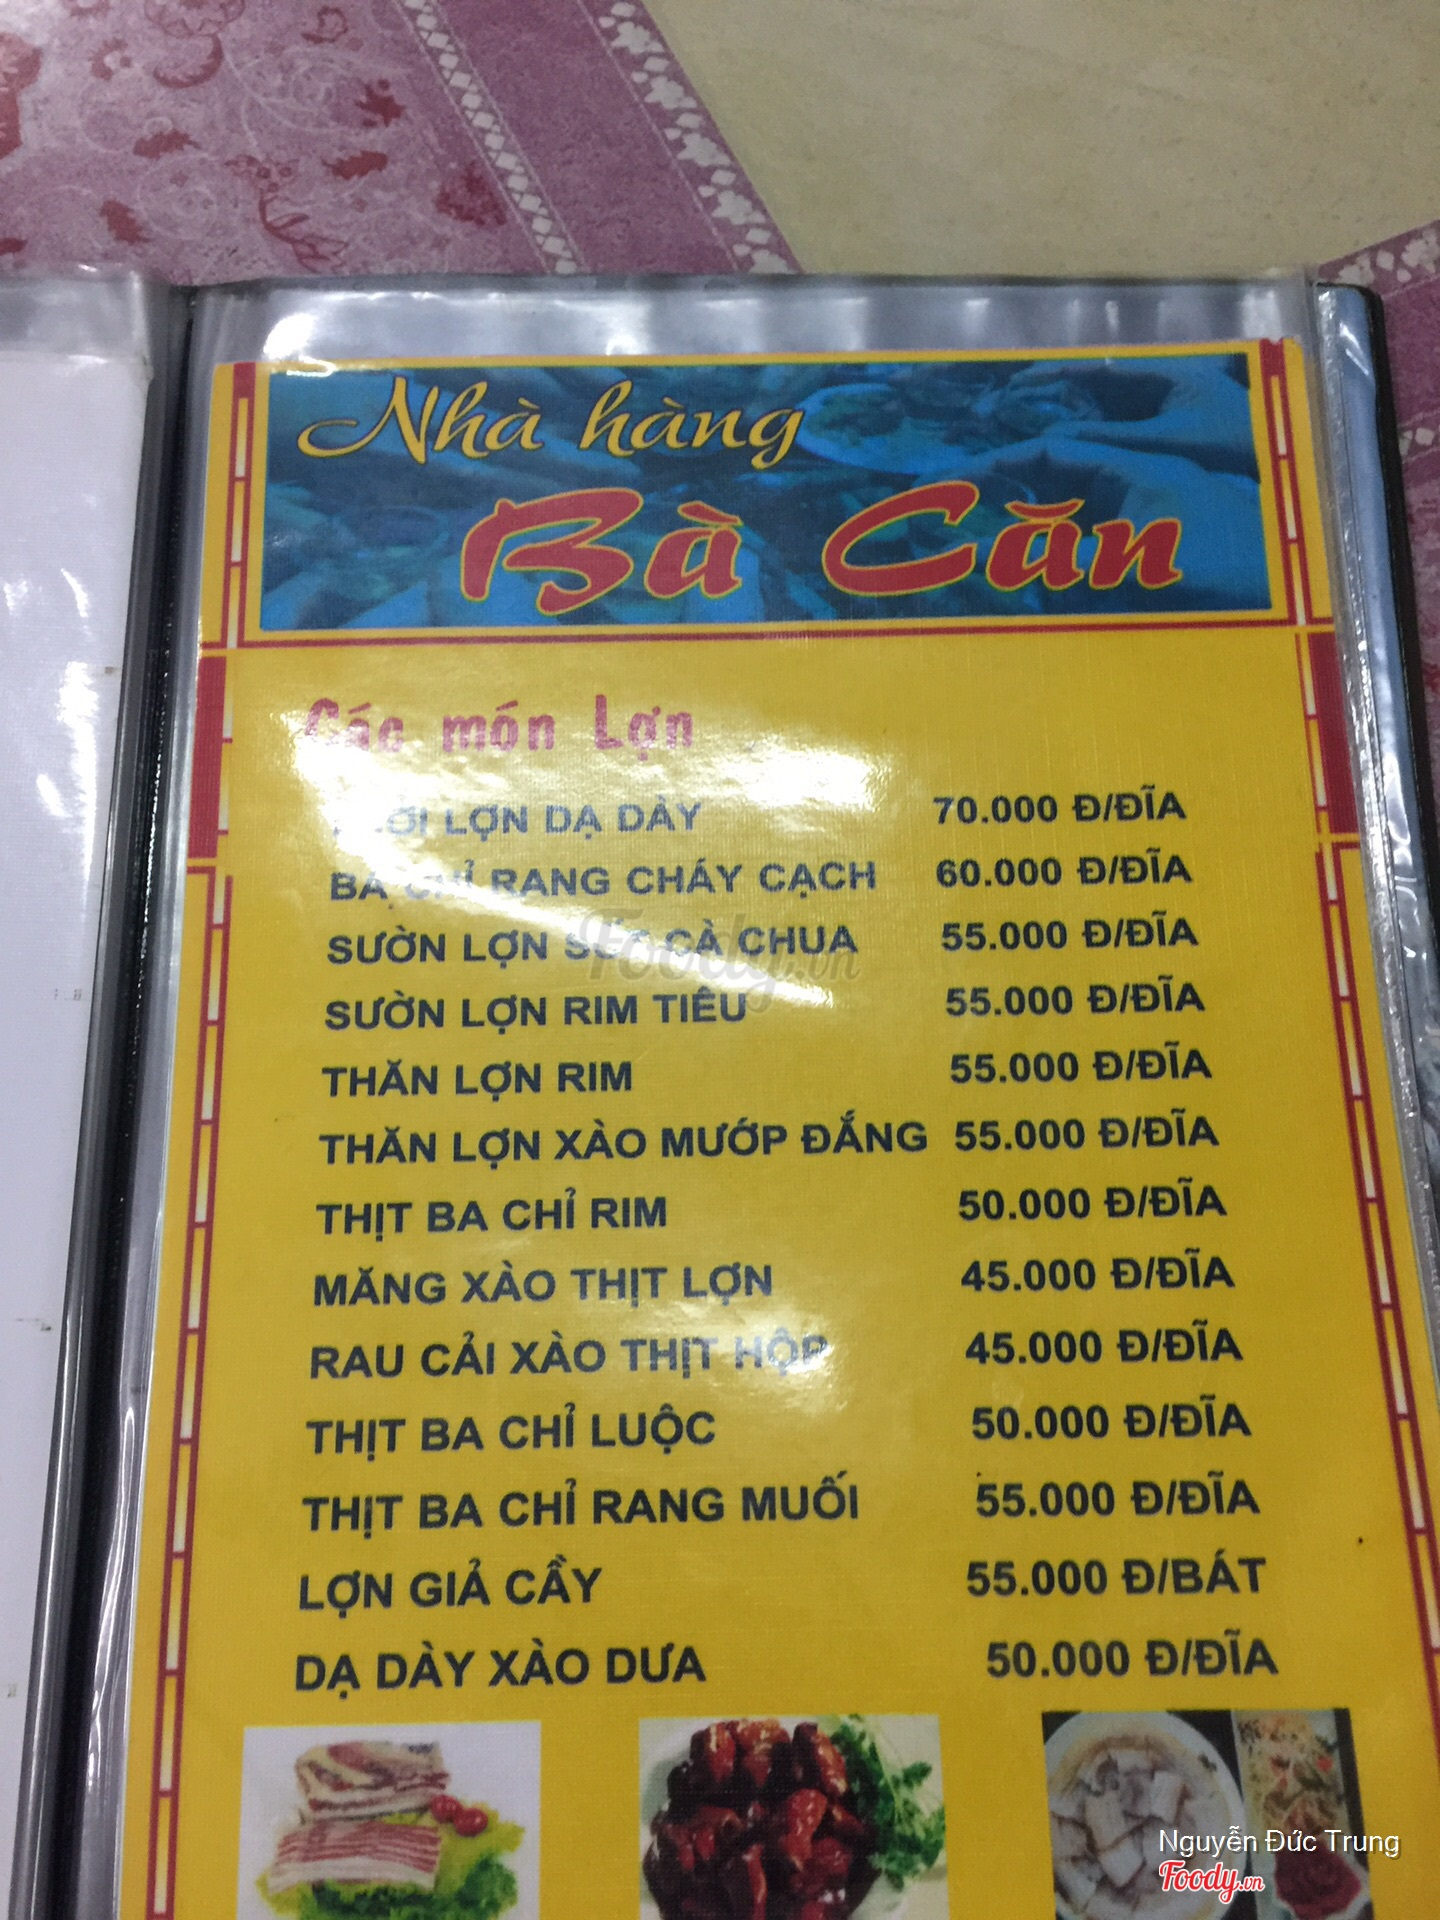 Nhà hàng
Bà Căn
Các món Lợn
LỢN DẠ DÀY 70.000 Đ/ĐĨA
BA CHỈ RANG CHÁY CẠCH 60.000 Đ/ĐĨA
SƯỜN LỢN CÀ CHUA 55.000 Đ/ĐĨA
SƯỜN LỢN RIM TIÊU 55.000 Đ/ĐĨA
THĂN LỢN RIM 55.000 Đ/ĐĨA
THĂN LỢN XÀO MƯỚP ĐẮNG 55.000 Đ/ĐĨA
THỊT BA CHỈ RIM 50.000 Đ/ĐĨA
MĂNG XÀO THỊT LỢN 45.000 Đ/ĐĨA
RAU CẢI XÀO THỊT HỘP 45.000 Đ/ĐĨA
THỊT BA CHỈ LUỘC 50.000 Đ/ĐĨA
THỊT BA CHỈ RANG MUỐI 55.000 Đ/ĐĨA
LỢN GIẢ CẦY 55.000 Đ/BÁT
DẠ DÀY XÀO DƯA 50.000 Đ/ĐĨA
Foody.vn
Nguyễn Đức Trung
Foody.vn